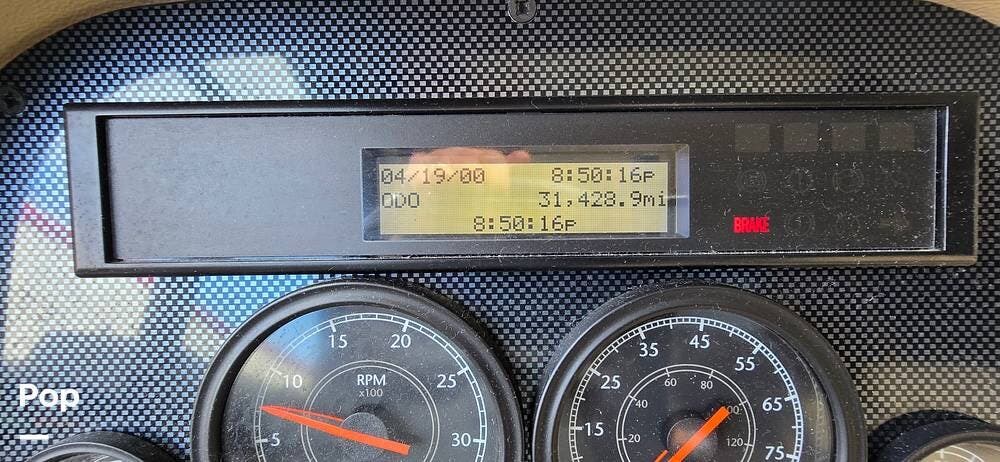 04/19/00 8:50:16p
ODO 31,428.9mi
8:50:16p
BRAKE
15 20
10 25
5 30
RPM
x100
35 45 55
25 65
15 75
60 80
40 100
20 120
Pop